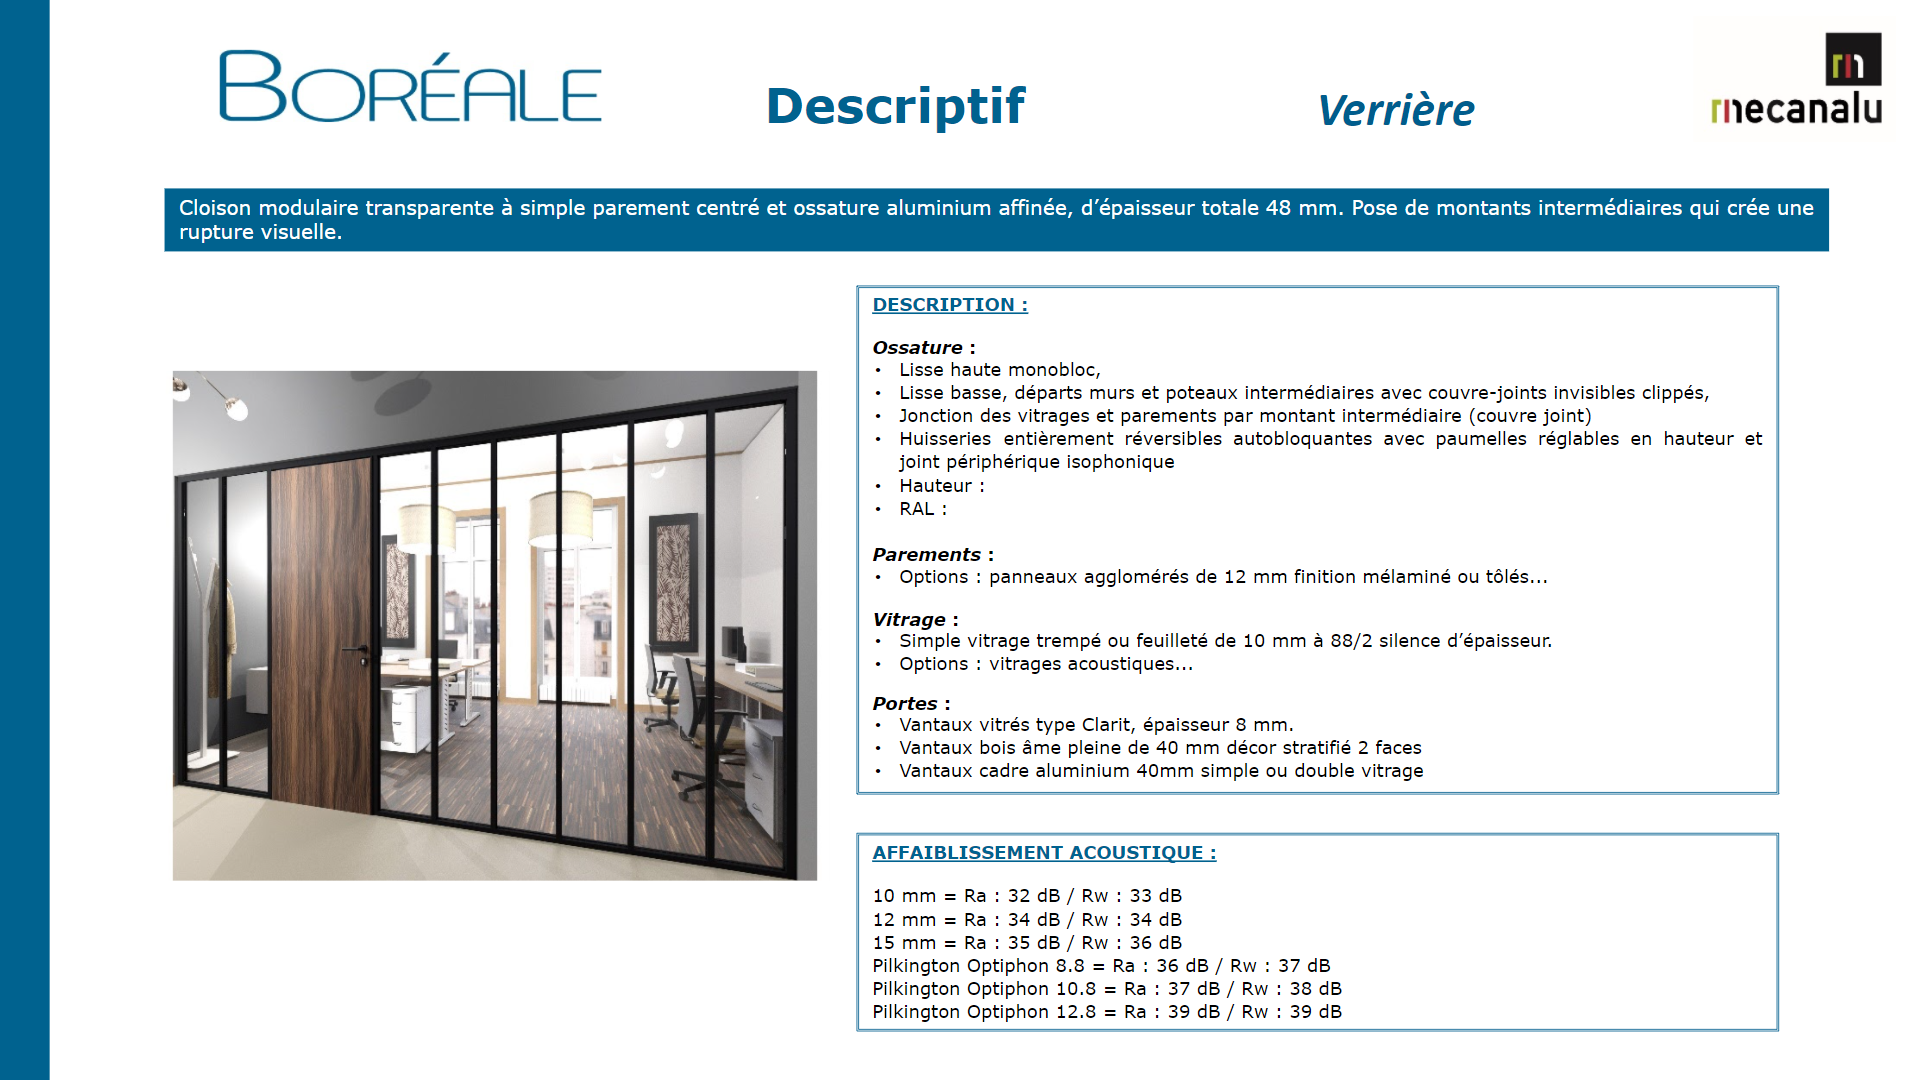 BORÉALE
Descriptif
Verrière
mecanalu
Cloison modulaire transparente à simple parement centré et ossature aluminium affinée, d’épaisseur totale 48 mm. Pose de montants intermédiaires qui crée une
rupture visuelle.
DESCRIPTION :
Ossature :
• Lisse haute monobloc,
• Lisse basse, départs murs et poteaux intermédiaires avec couvre-joints invisibles clippés,
• Jonction des vitrages et parements par montant intermédiaire (couvre joint)
• Huisseries entièrement réversibles autobloquantes avec paumelles réglables en hauteur et
joint périphérique isophonique
• Hauteur :
• RAL :
Parements :
• Options : panneaux agglomérés de 12 mm finition mélaminé ou tôlés...
Vitrage :
• Simple vitrage trempé ou feuilleté de 10 mm à 88/2 silence d’épaisseur.
• Options : vitrages acoustiques...
Portes :
• Vantaux vitrés type Clarit, épaisseur 8 mm.
• Vantaux bois âme pleine de 40 mm décor stratifié 2 faces
• Vantaux cadre aluminium 40mm simple ou double vitrage
AFFAIBLISSEMENT ACOUSTIQUE :
10 mm = Ra : 32 dB / Rw : 33 dB
12 mm = Ra : 34 dB / Rw : 34 dB
15 mm = Ra : 35 dB / Rw : 36 dB
Pilkington Optiphon 8.8 = Ra : 36 dB / Rw : 37 dB
Pilkington Optiphon 10.8 = Ra : 37 dB / Rw : 38 dB
Pilkington Optiphon 12.8 = Ra : 39 dB / Rw : 39 dB